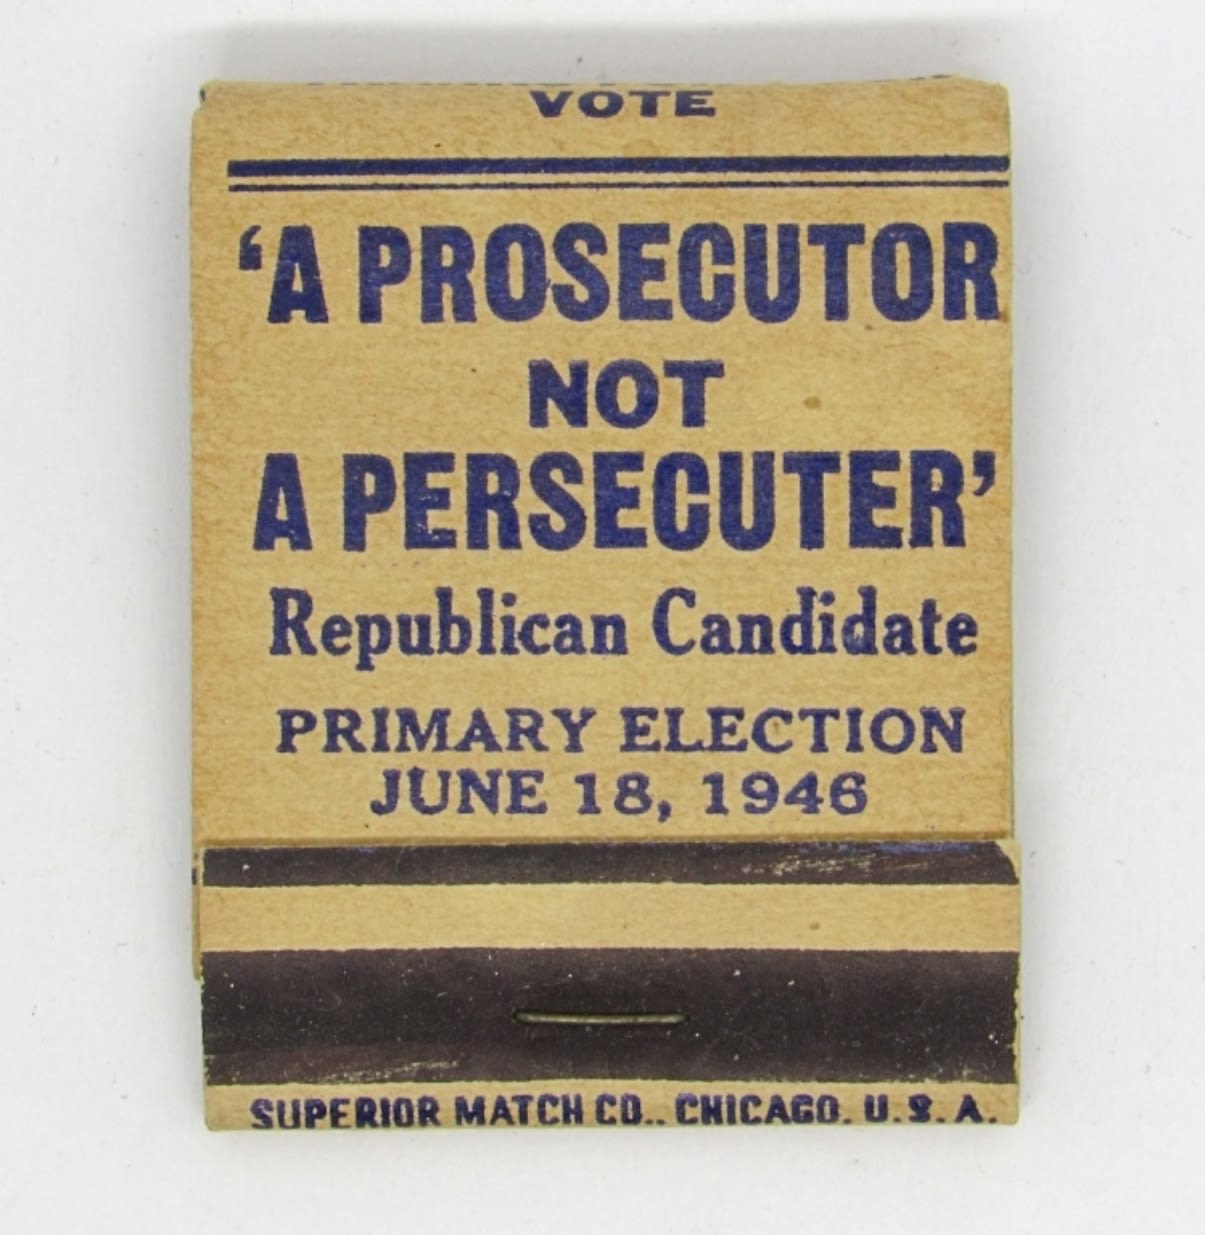 VOTE
‘A PROSECUTOR
NOT
A PERSECUTER’
Republican Candidate
PRIMARY ELECTION
JUNE 18, 1946
SUPERIOR MATCH CO., CHICAGO. U.S.A.